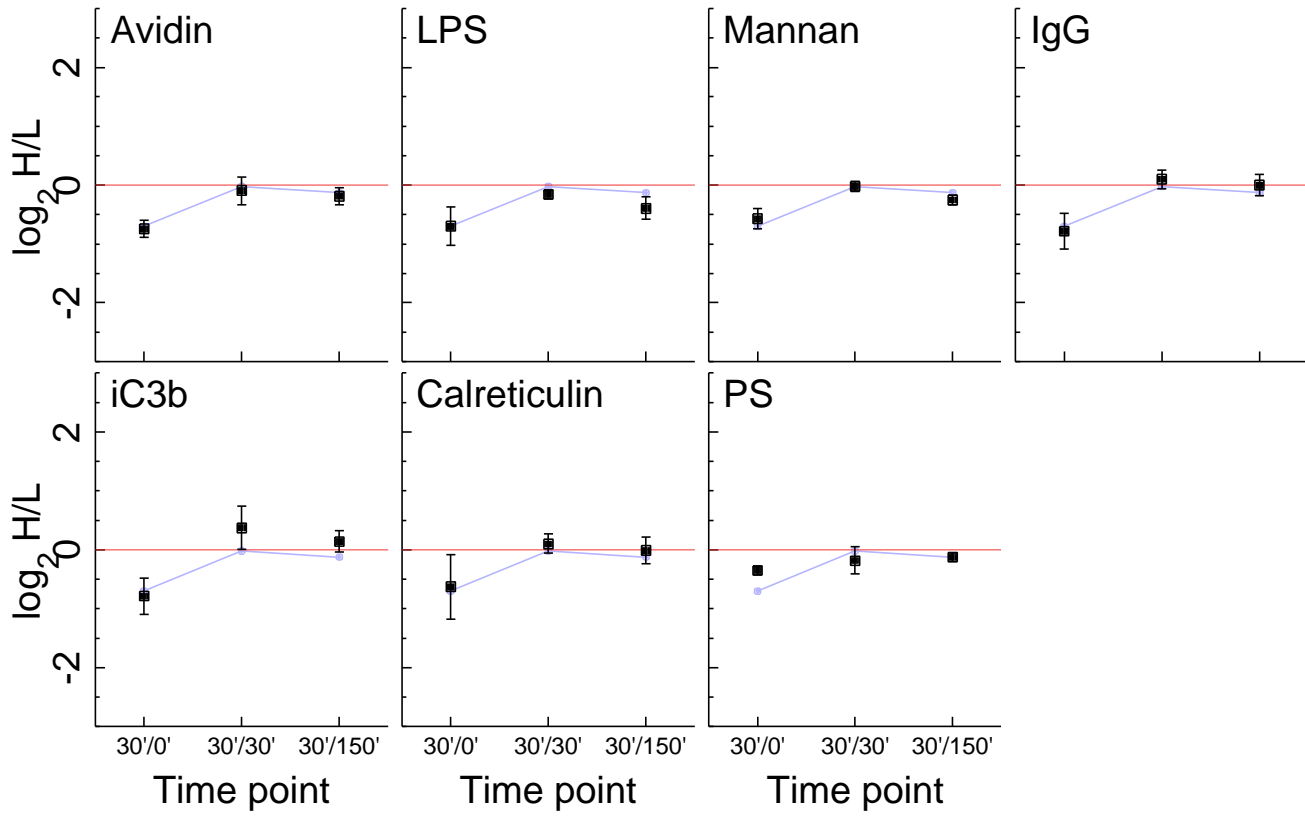 Avidin
LPS
Mannan
IgG
log2 H/L
2
0
-2
iC3b
Calreticulin
PS
log2 H/L
2
0
-2
30'/0' 30'/30' 30'/150'
30'/0' 30'/30' 30'/150'
30'/0' 30'/30' 30'/150'
Time point
Time point
Time point